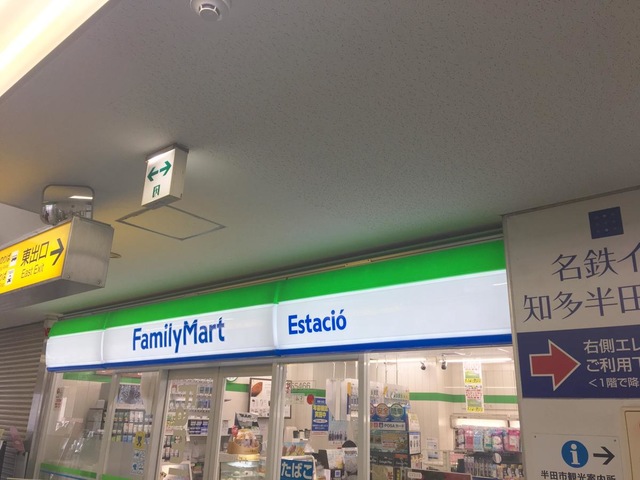 東出口
East Exit
FamilyMart
Estació
たばこ
名鉄イ
知多半田
右側エレ
ご利用下
<1階で降
i
半田市観光案内所